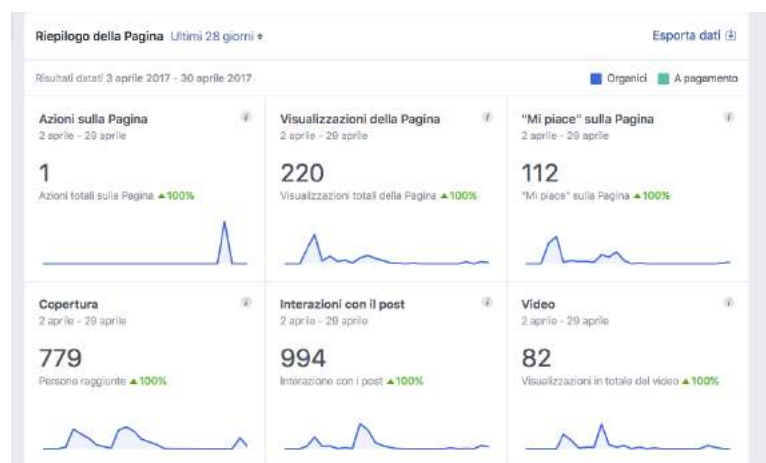 Riepilogo della Pagina Ultimi 28 giorni
Esporta dati
Risultati datati 3 aprile 2017 - 30 aprile 2017
Organici A pagamento
Azioni sulla Pagina
2 aprile - 29 aprile
1
Azioni totali sulla Pagina ▲100%
Visualizzazioni della Pagina
2 aprile - 29 aprile
220
Visualizzazioni totali della Pagina ▲100%
"Mi piace" sulla Pagina
2 aprile - 29 aprile
112
"Mi piace" sulla Pagina ▲100%
Copertura
2 aprile - 29 aprile
779
Persone raggiunte ▲100%
Interazioni con il post
2 aprile - 29 aprile
994
Interazione con i post ▲100%
Video
2 aprile - 29 aprile
82
Visualizzazioni in totale del video ▲100%